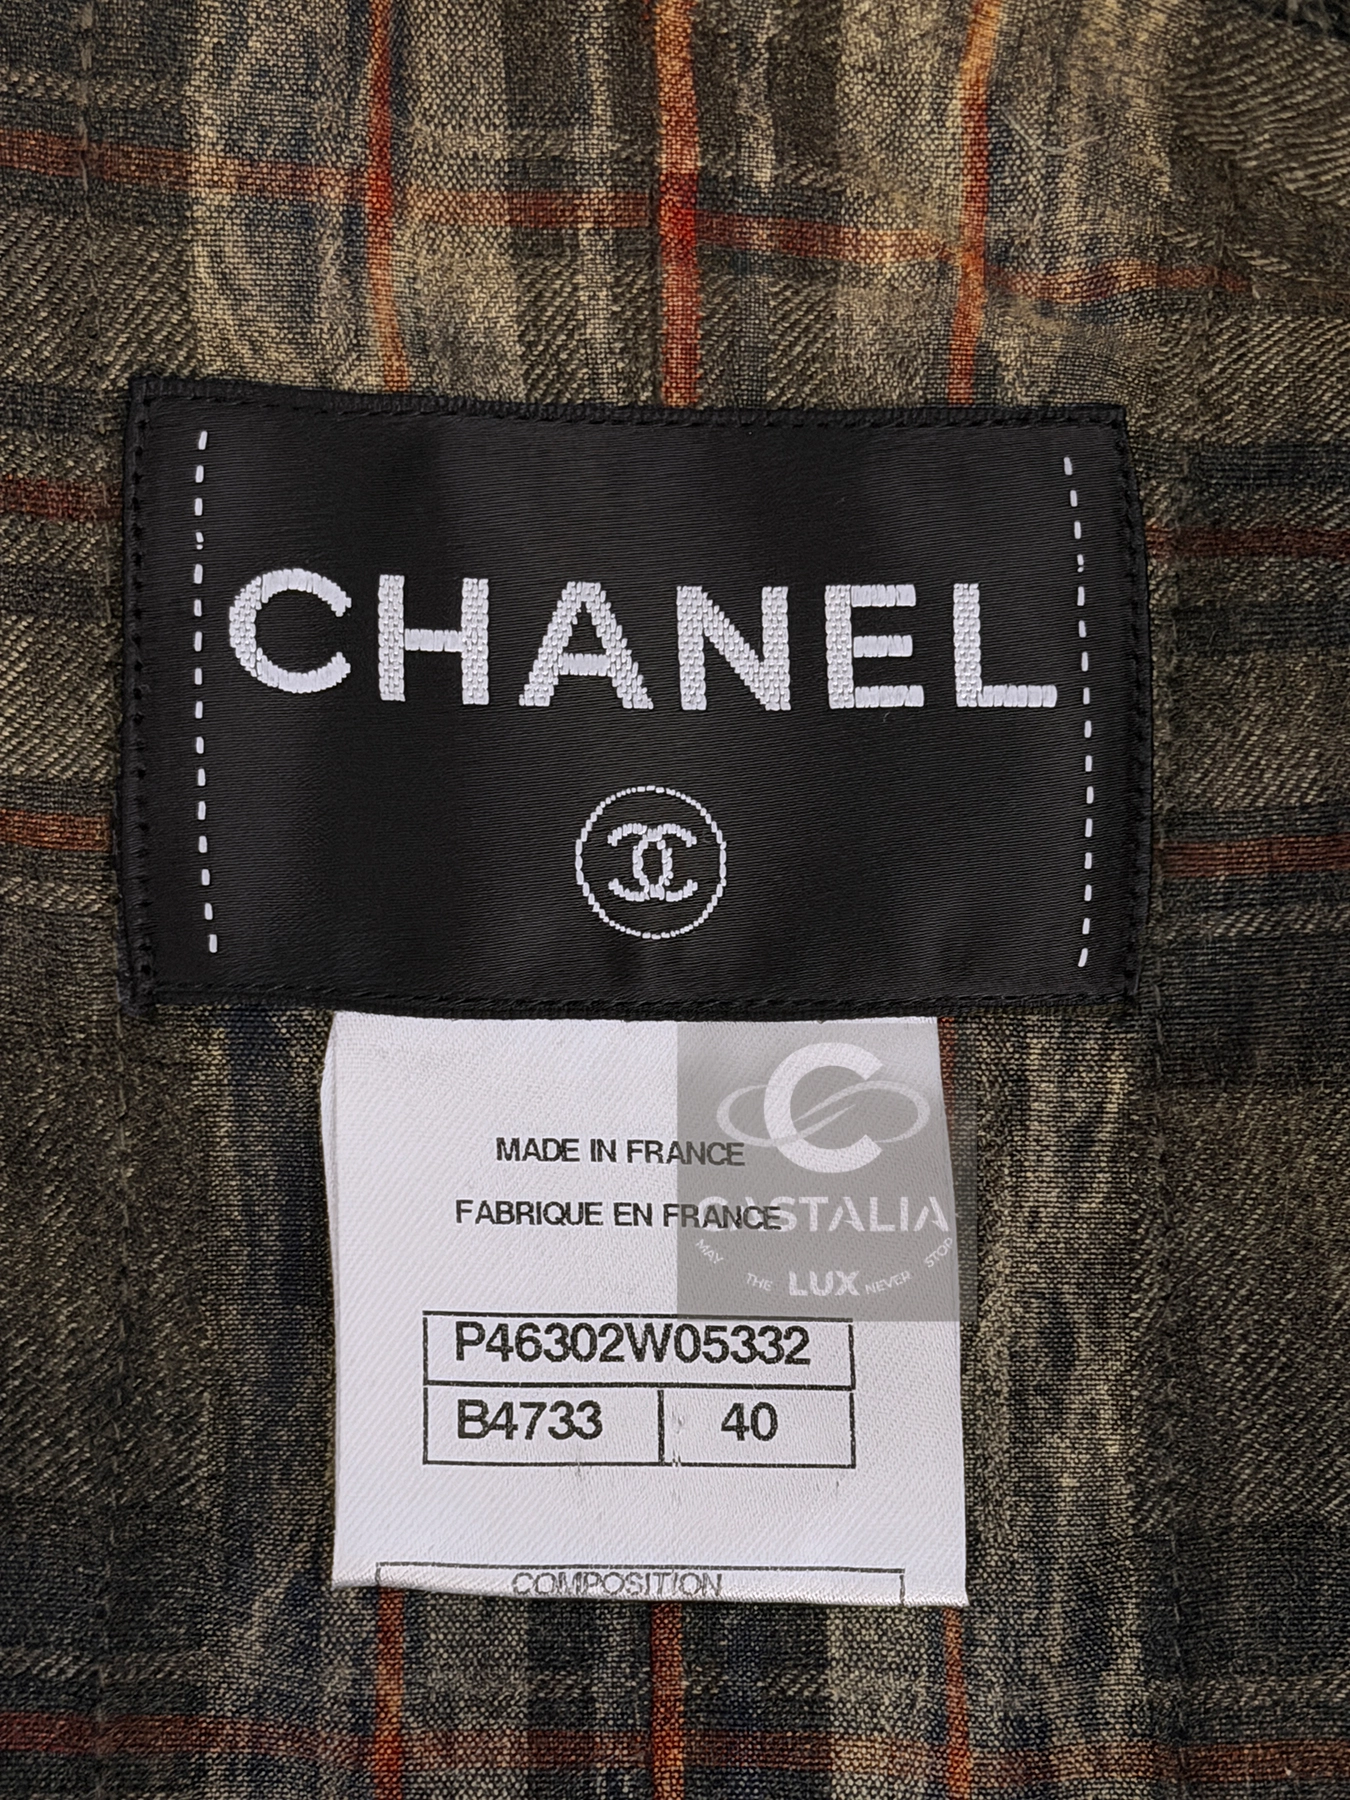 CHANEL
MADE IN FRANCE
FABRIQUE EN FRANCE
C
CASTALIA
MAY THE LUX NEVER STOP
P46302W05332
B4733 40
COMPOSITION